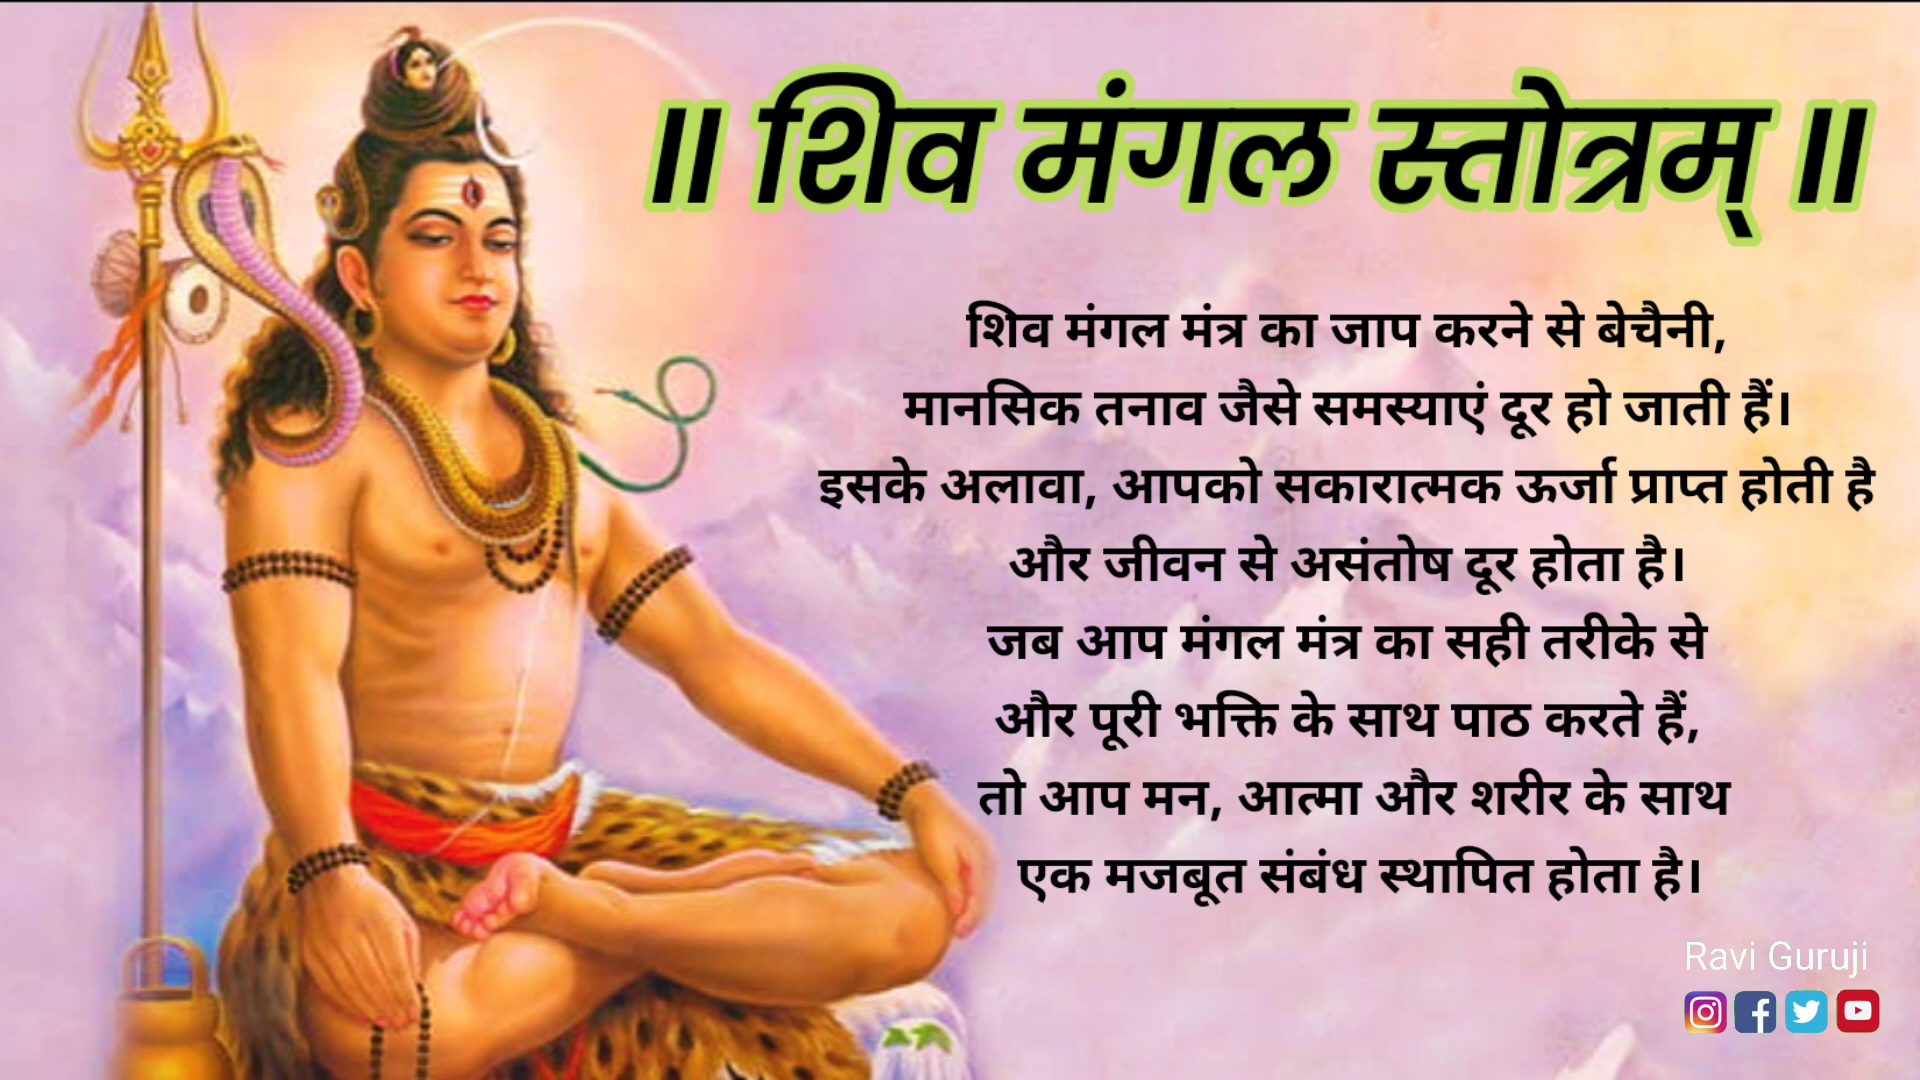 ॥ शिव मंगल स्तोत्रम् ॥
शिव मंगल मंत्र का जाप करने से बेचैनी,
मानसिक तनाव जैसे समस्याएं दूर हो जाती हैं।
इसके अलावा, आपको सकारात्मक ऊर्जा प्राप्त होती है
और जीवन से असंतोष दूर होता है।
जब आप मंगल मंत्र का सही तरीके से
और पूरी भक्ति के साथ पाठ करते हैं,
तो आप मन, आत्मा और शरीर के साथ
एक मजबूत संबंध स्थापित होता है।
Ravi Guruji